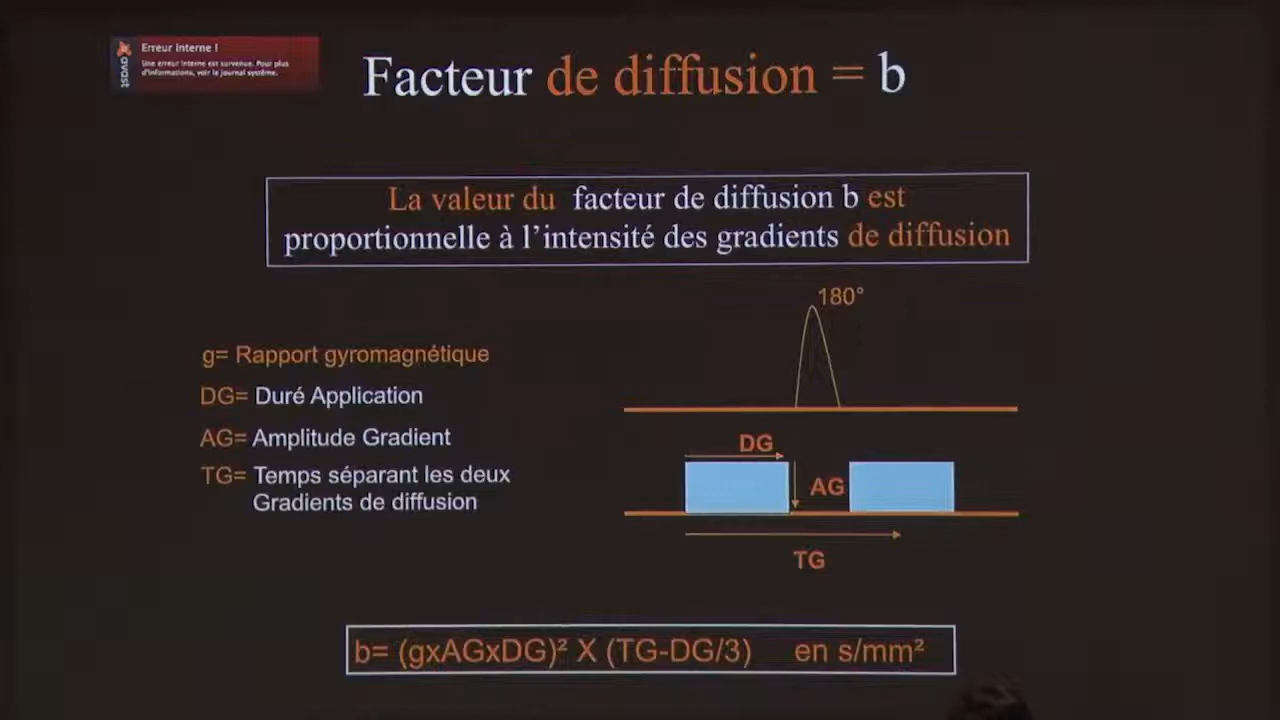 avast
Erreur interne !
Une erreur interne est survenue. Pour plus
d'informations, voir le journal système.
Facteur de diffusion = b
La valeur du facteur de diffusion b est
proportionnelle à l'intensité des gradients de diffusion
180°
g= Rapport gyromagnétique
DG= Duré Application
AG= Amplitude Gradient
TG= Temps séparant les deux
Gradients de diffusion
DG
AG
TG
b= (gxAGxDG)² X (TG-DG/3) en s/mm²